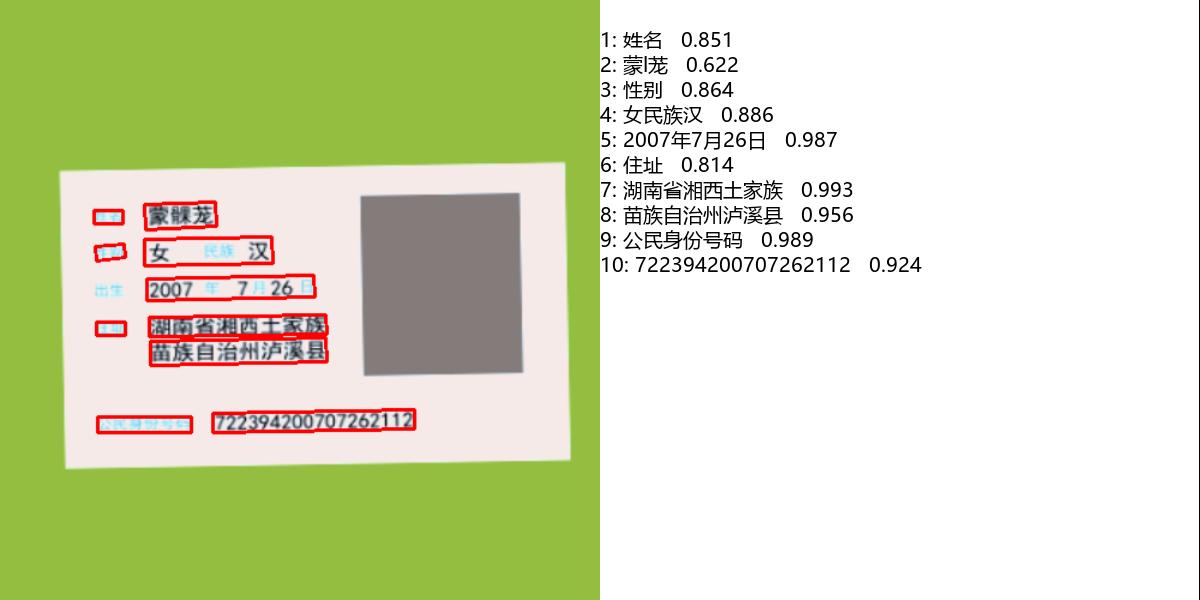 姓名 蒙髁茏
性别 女 民族 汉
出生 2007 年 7 月 26 日
住址 湖南省湘西土家族
苗族自治州泸溪县
公民身份号码 722394200707262112
1: 姓名 0.851
2: 蒙l茏 0.622
3: 性别 0.864
4: 女民族汉 0.886
5: 2007年7月26日 0.987
6: 住址 0.814
7: 湖南省湘西土家族 0.993
8: 苗族自治州泸溪县 0.956
9: 公民身份号码 0.989
10: 722394200707262112 0.924